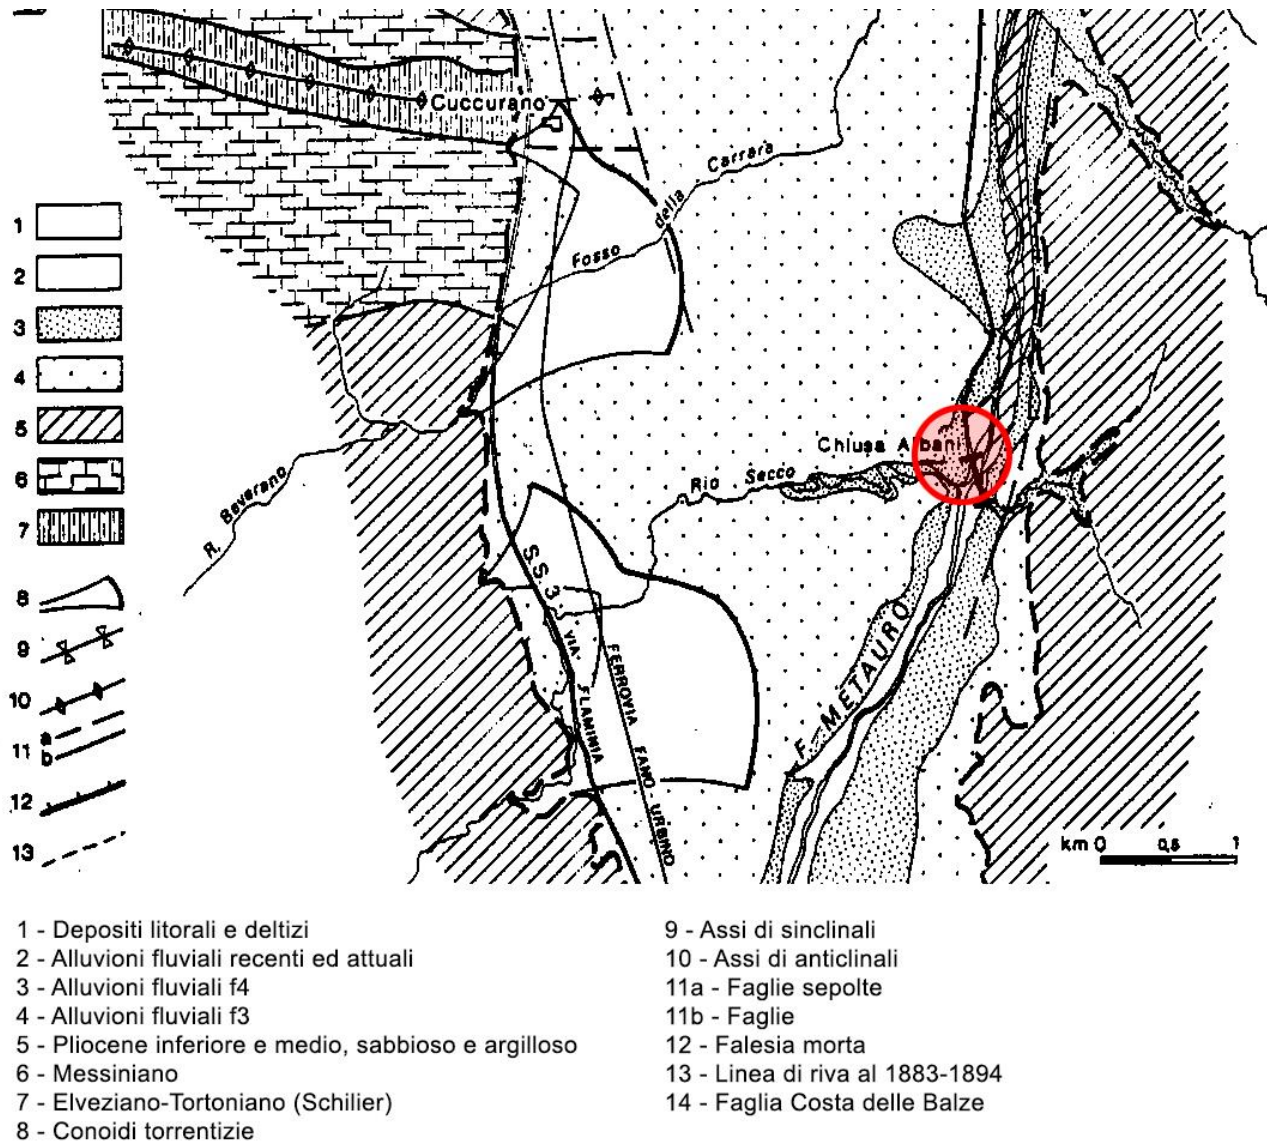 Cuccurano
Fosso della Carrara
1
2
3
4
5
6
7
8
9
10
11 a
b
12
13
R. Beverano
Chiusa Albani
Rio Secco
S.S. 3 VIA FLAMINIA
FERROVIA FANO URBINO
F. METAURO
km 0 0,5 1
1 - Depositi litorali e deltizi
2 - Alluvioni fluviali recenti ed attuali
3 - Alluvioni fluviali f4
4 - Alluvioni fluviali f3
5 - Pliocene inferiore e medio, sabbioso e argilloso
6 - Messiniano
7 - Elveziano-Tortoniano (Schilier)
8 - Conoidi torrentizie
9 - Assi di sinclinali
10 - Assi di anticlinali
11a - Faglie sepolte
11b - Faglie
12 - Falesia morta
13 - Linea di riva al 1883-1894
14 - Faglia Costa delle Balze